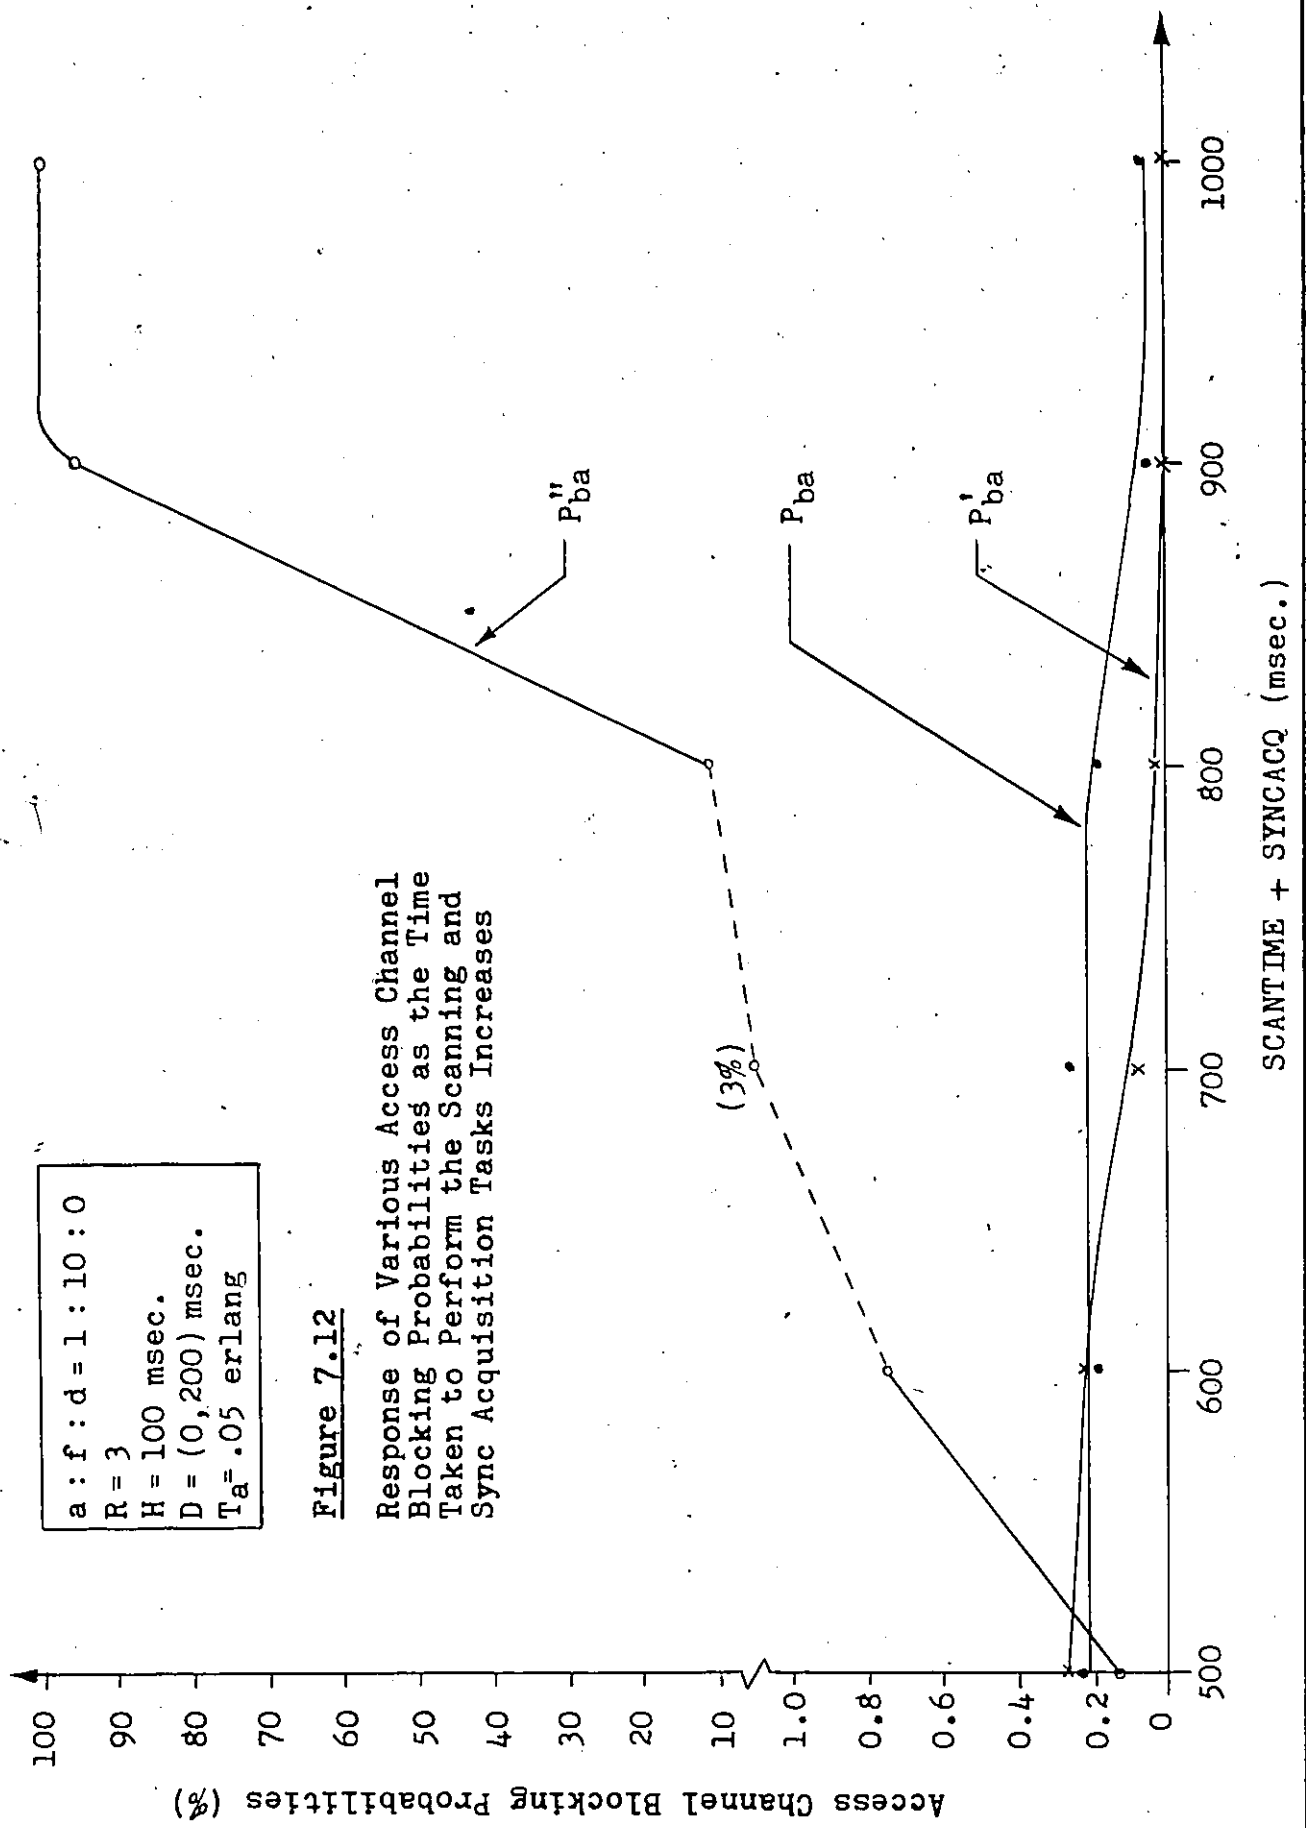 a : f : d = 1 : 10 : 0
R = 3
H = 100 msec.
D = (0,200) msec.
Ta = .05 erlang
Figure 7.12
Response of Various Access Channel
Blocking Probabilities as the Time
Taken to Perform the Scanning and
Sync Acquisition Tasks Increases
Access Channel Blocking Probabilities (%)
100
90
80
70
60
50
40
30
20
10
1.0
0.8
0.6
0.4
0.2
0
(3%)
P"ba
Pba
P'ba
500
600
700
800
900
1000
SCANTIME + SYNCACQ (msec.)